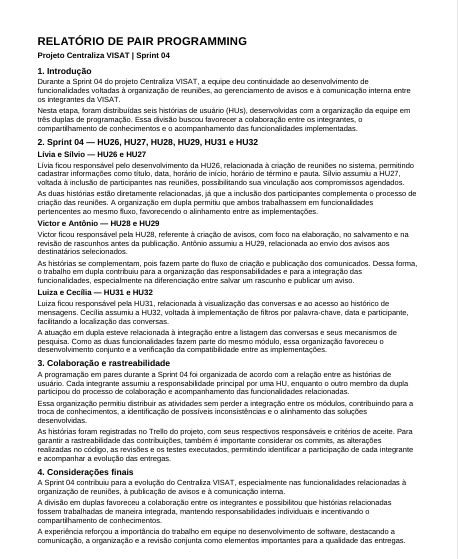 RELATÓRIO DE PAIR PROGRAMMING
Projeto Centraliza VISAT | Sprint 04
1. Introdução
Durante a Sprint 04 do projeto Centraliza VISAT, a equipe deu continuidade ao desenvolvimento de
funcionalidades voltadas à organização de reuniões, ao gerenciamento de avisos e à comunicação interna entre
os integrantes da VISAT.
Nesta etapa, foram distribuídas seis histórias de usuário (HUs), desenvolvidas com a organização da equipe em
três duplas de programação. Essa divisão buscou favorecer a colaboração entre os integrantes, o
compartilhamento de conhecimentos e o acompanhamento das funcionalidades implementadas.
2. Sprint 04 — HU26, HU27, HU28, HU29, HU31 e HU32
Lívia e Sílvio — HU26 e HU27
Lívia ficou responsável pelo desenvolvimento da HU26, relacionada à criação de reuniões no sistema, permitindo
cadastrar informações como título, data, horário de início, horário de término e pauta. Sílvio assumiu a HU27,
voltada à inclusão de participantes nas reuniões, possibilitando sua vinculação aos compromissos agendados.
As duas histórias estão diretamente relacionadas, já que a inclusão dos participantes complementa o processo de
criação das reuniões. A organização em dupla permitiu que ambos trabalhassem em funcionalidades
pertencentes ao mesmo fluxo, favorecendo o alinhamento entre as implementações.
Victor e Antônio — HU28 e HU29
Victor ficou responsável pela HU28, referente à criação de avisos, com foco na elaboração, no salvamento e na
revisão de rascunhos antes da publicação. Antônio assumiu a HU29, relacionada ao envio dos avisos aos
destinatários selecionados.
As histórias se complementam, pois fazem parte do fluxo de criação e publicação dos comunicados. Dessa forma,
o trabalho em dupla contribuiu para a organização das responsabilidades e para a integração das
funcionalidades, especialmente na diferenciação entre salvar um rascunho e publicar um aviso.
Luiza e Cecília — HU31 e HU32
Luiza ficou responsável pela HU31, relacionada à visualização das conversas e ao acesso ao histórico de
mensagens. Cecília assumiu a HU32, voltada à implementação de filtros por palavra-chave, data e participante,
facilitando a localização das conversas.
A atuação em dupla esteve relacionada à integração entre a listagem das conversas e seus mecanismos de
pesquisa. Como as duas funcionalidades fazem parte do mesmo módulo, essa organização favoreceu o
desenvolvimento conjunto e a verificação da compatibilidade entre as implementações.
3. Colaboração e rastreabilidade
A programação em pares durante a Sprint 04 foi organizada de acordo com a relação entre as histórias de
usuário. Cada integrante assumiu a responsabilidade principal por uma HU, enquanto o outro membro da dupla
participou do processo de colaboração e acompanhamento das funcionalidades relacionadas.
Essa organização permitiu distribuir as atividades sem perder a integração entre os módulos, contribuindo para a
troca de conhecimentos, a identificação de possíveis inconsistências e o alinhamento das soluções
desenvolvidas.
As histórias foram registradas no Trello do projeto, com seus respectivos responsáveis e critérios de aceite. Para
garantir a rastreabilidade das contribuições, também é importante considerar os commits, as alterações
realizadas no código, as revisões e os testes executados, permitindo identificar a participação de cada integrante
e acompanhar a evolução das entregas.
4. Considerações finais
A Sprint 04 contribuiu para a evolução do Centraliza VISAT, especialmente nas funcionalidades relacionadas à
organização de reuniões, à publicação de avisos e à comunicação interna.
A divisão em duplas favoreceu a colaboração entre os integrantes e possibilitou que histórias relacionadas
fossem trabalhadas de maneira integrada, mantendo responsabilidades individuais e incentivando o
compartilhamento de conhecimento.
A experiência reforçou a importância do trabalho em equipe no desenvolvimento de software, destacando a
comunicação, a organização e a revisão conjunta como elementos importantes para a qualidade das entregas.